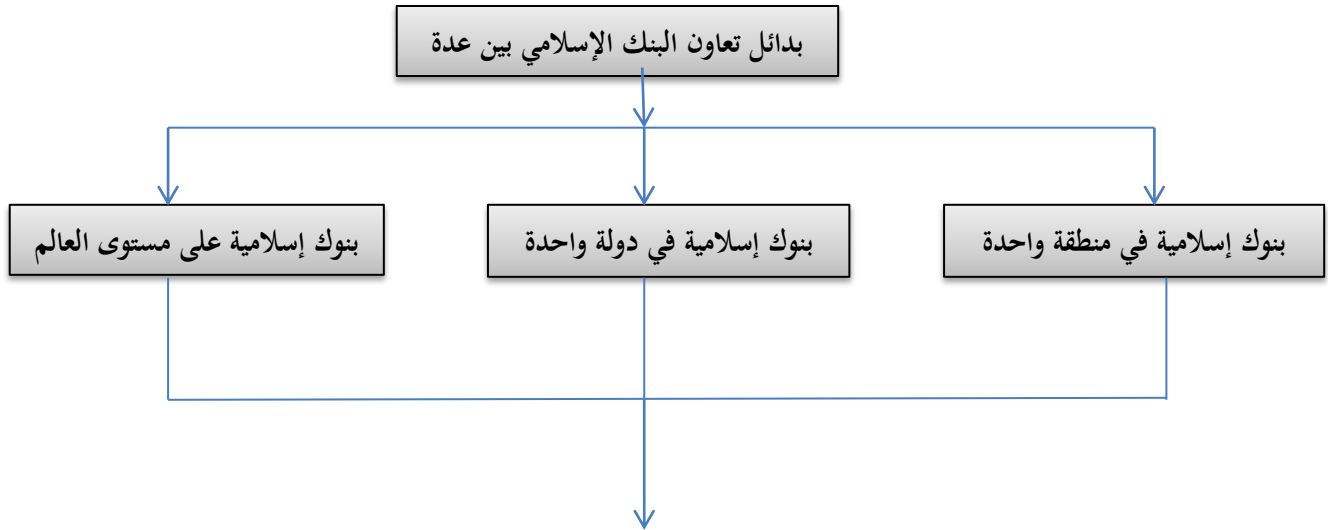 بدائل تعاون البنك الإسلامي بين عدة
بنوك إسلامية في منطقة واحدة
بنوك إسلامية في دولة واحدة
بنوك إسلامية على مستوى العالم